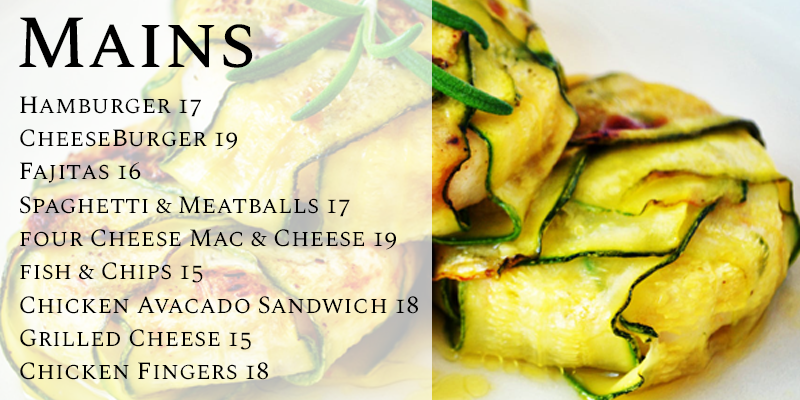 Mains
Hamburger 17
CheeseBurger 19
Fajitas 16
Spaghetti & Meatballs 17
four Cheese Mac & Cheese 19
fish & Chips 15
Chicken Avacado Sandwich 18
Grilled Cheese 15
Chicken Fingers 18